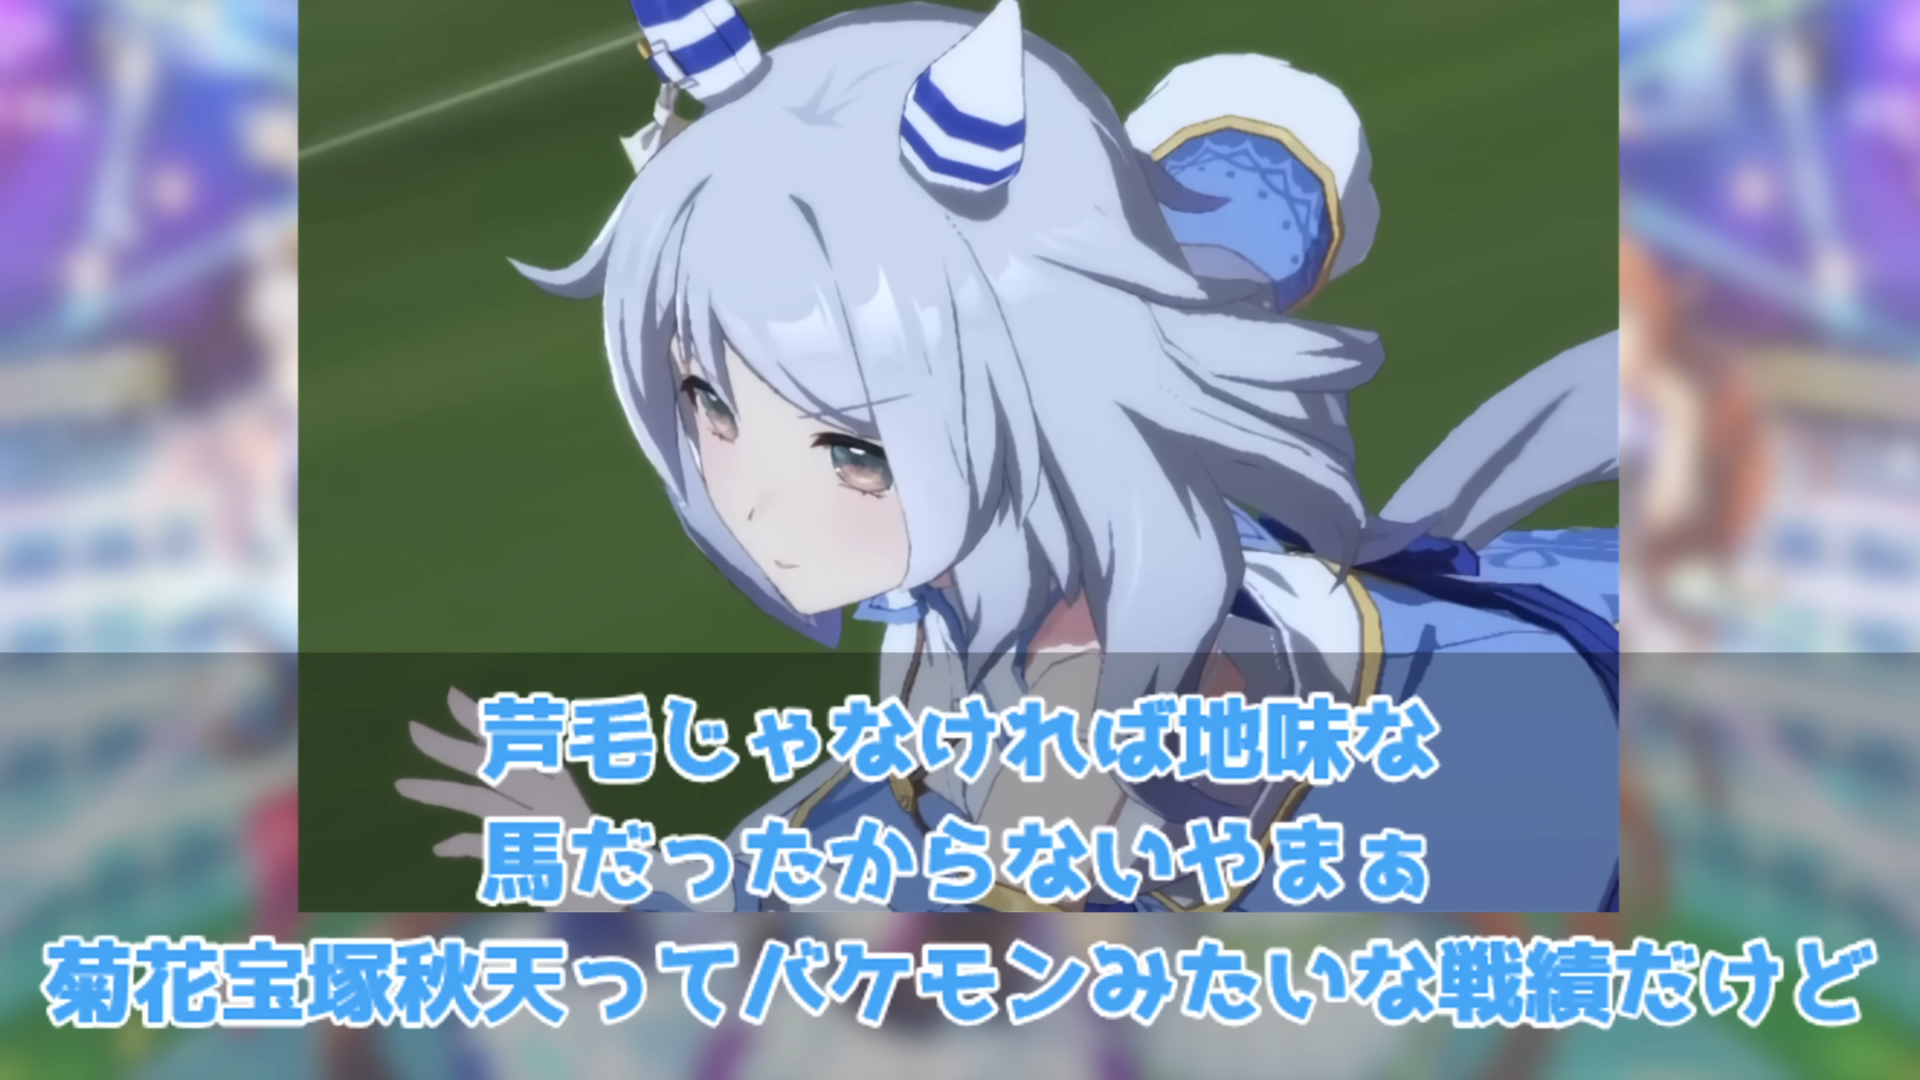 芦毛じゃなければ地味な
馬だったからないやまぁ
菊花宝塚秋天ってバケモンみたいな戦績だけど